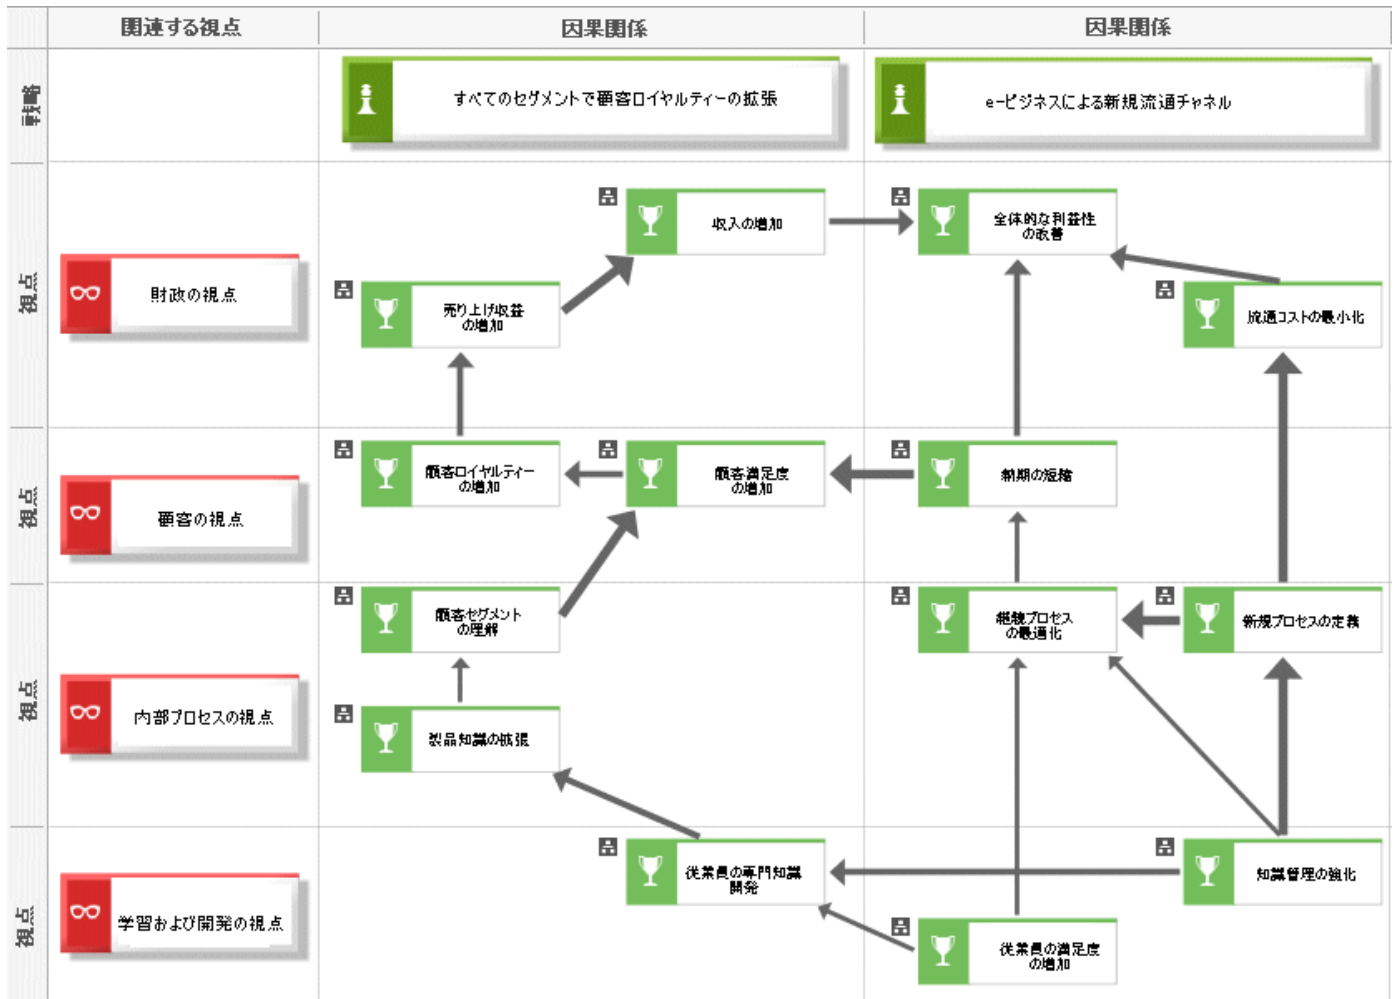 関連する視点
因果関係
因果関係
戦略
すべてのセグメントで顧客ロイヤルティーの拡張
e-ビジネスによる新規流通チャネル
視点
財政の視点
収入の増加
全体的な利益性
の改善
売り上げ収益
の増加
流通コストの最小化
視点
顧客の視点
顧客ロイヤルティー
の増加
顧客満足度
の増加
納期の短縮
視点
内部プロセスの視点
顧客セグメント
の理解
継続プロセス
の最適化
新規プロセスの定義
製品知識の拡張
視点
学習および開発の視点
従業員の専門知識
開発
知識管理の強化
従業員の満足度
の増加